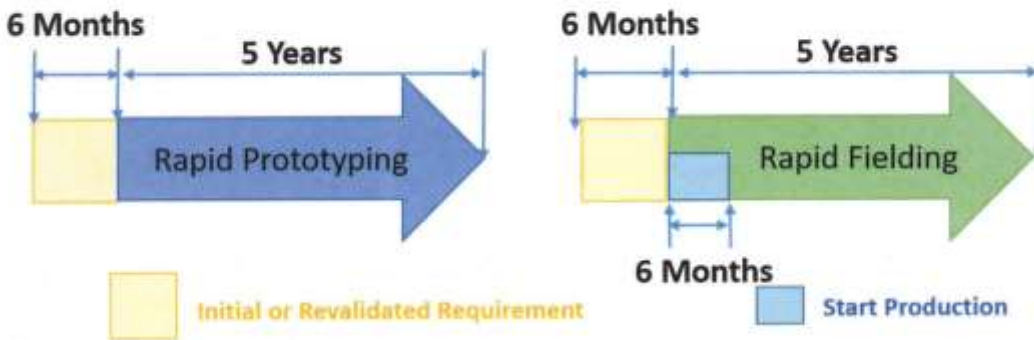 6 Months
5 Years
Rapid Prototyping
6 Months
5 Years
Rapid Fielding
6 Months
Initial or Revalidated Requirement
Start Production